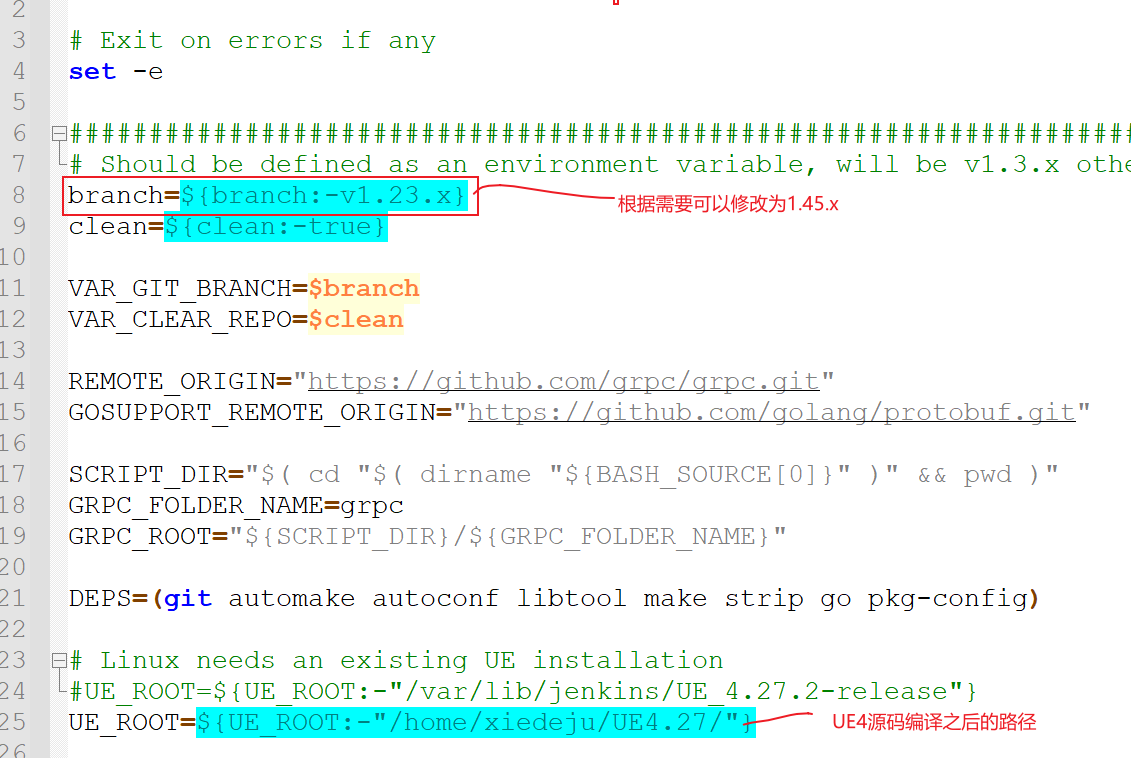 2
3 # Exit on errors if any
4 set -e
5
6 ###################################################################
7 # Should be defined as an environment variable, will be v1.3.x othe
8 branch=${branch:-v1.23.x} 根据需要可以修改为1.45.x
9 clean=${clean:-true}
10
11 VAR_GIT_BRANCH=$branch
12 VAR_CLEAR_REPO=$clean
13
14 REMOTE_ORIGIN="https://github.com/grpc/grpc.git"
15 GOSUPPORT_REMOTE_ORIGIN="https://github.com/golang/protobuf.git"
16
17 SCRIPT_DIR="$( cd "$( dirname "${BASH_SOURCE[0]}" )" && pwd )"
18 GRPC_FOLDER_NAME=grpc
19 GRPC_ROOT="${SCRIPT_DIR}/${GRPC_FOLDER_NAME}"
20
21 DEPS=(git automake autoconf libtool make strip go pkg-config)
22
23 # Linux needs an existing UE installation
24 #UE_ROOT=${UE_ROOT:-"/var/lib/jenkins/UE_4.27.2-release"}
25 UE_ROOT=${UE_ROOT:-"/home/xiedeju/UE4.27/"} UE4源码编译之后的路径
26